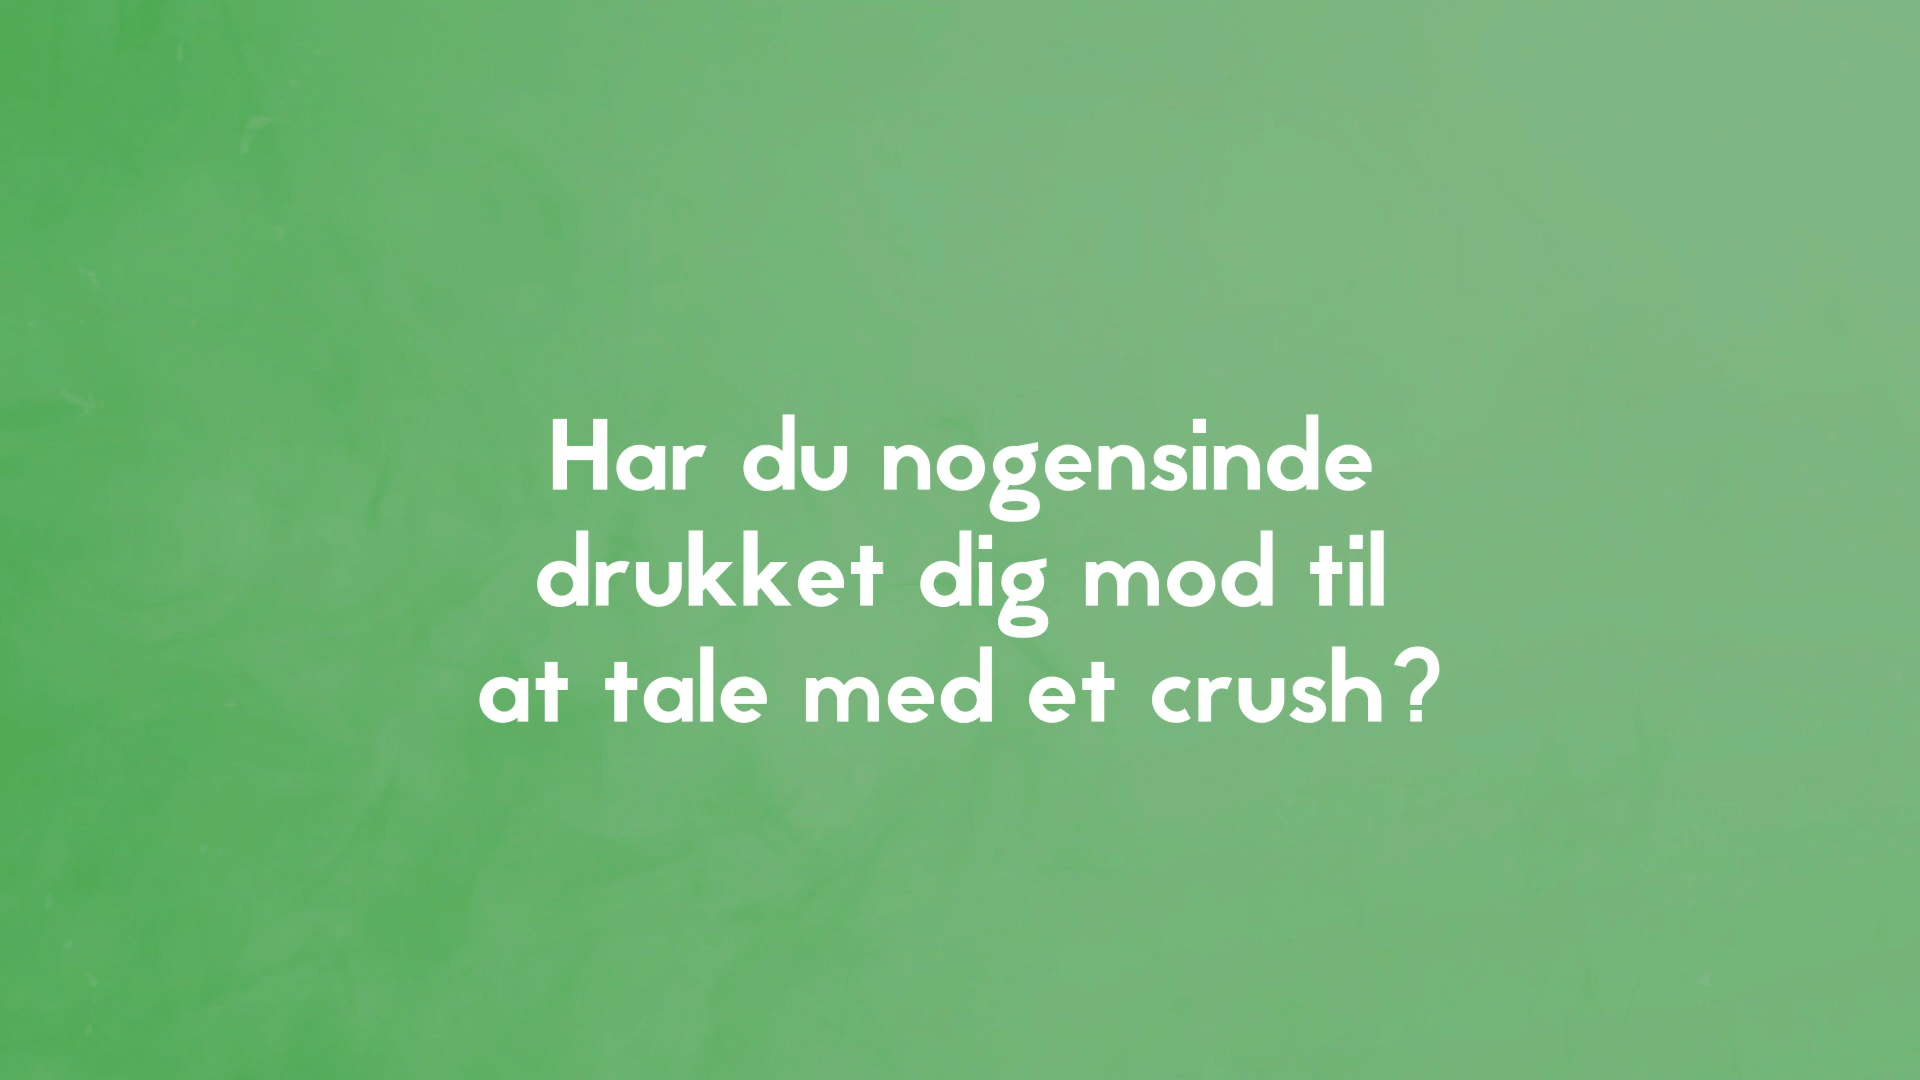 Har du nogensinde
drukket dig mod til
at tale med et crush?